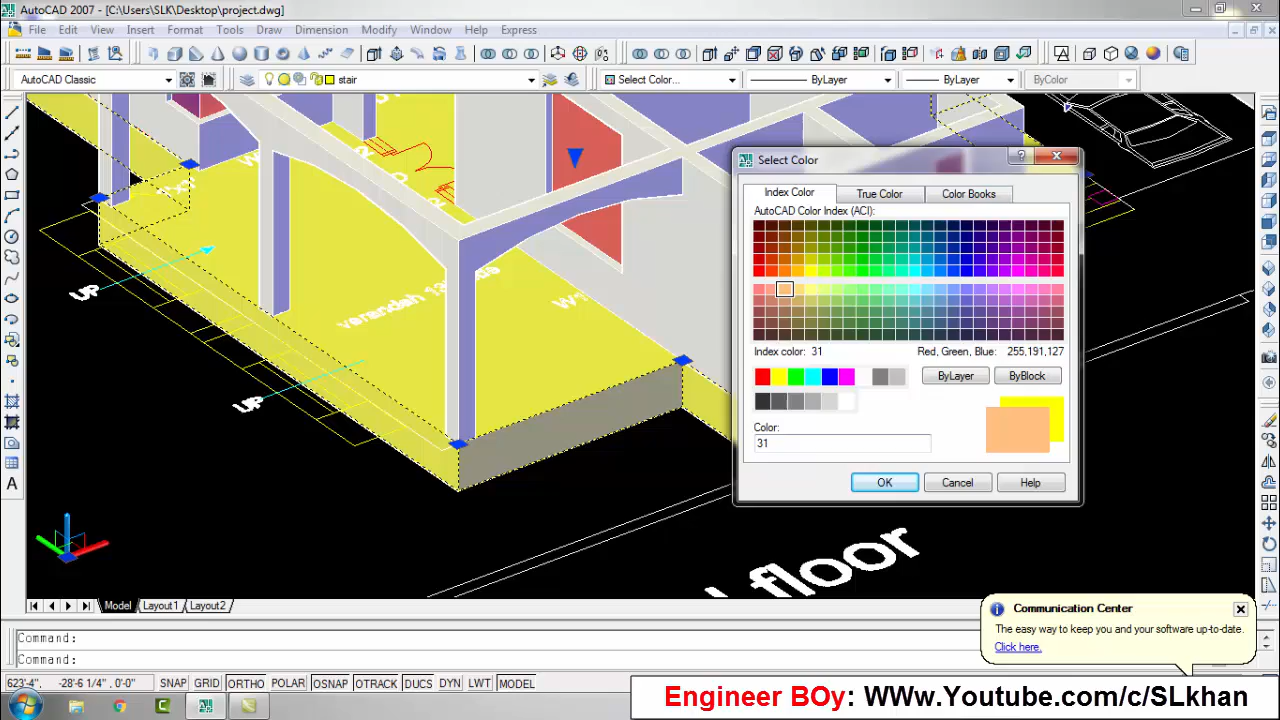 AutoCAD 2007 - [C:\Users\SLK\Desktop\project.dwg]
File Edit View Insert Format Tools Draw Dimension Modify Window Help Express
AutoCAD Classic
stair
Select Color...
ByLayer
ByLayer
ByColor
Select Color
Index Color
True Color
Color Books
AutoCAD Color Index (ACI):
Index color: 31
Red, Green, Blue: 255,191,127
ByLayer
ByBlock
Color:
31
OK
Cancel
Help
UP
UP
varandah
floor
Model
Layout1
Layout2
Communication Center
The easy way to keep you and your software up-to-date.
Click here.
Command:
Command:
623'-4", -28'-6 1/4", 0'-0"
SNAP GRID ORTHO POLAR OSNAP OTRACK DUCS DYN LWT MODEL
Engineer BOy: WWw.Youtube.com/c/SLkhan